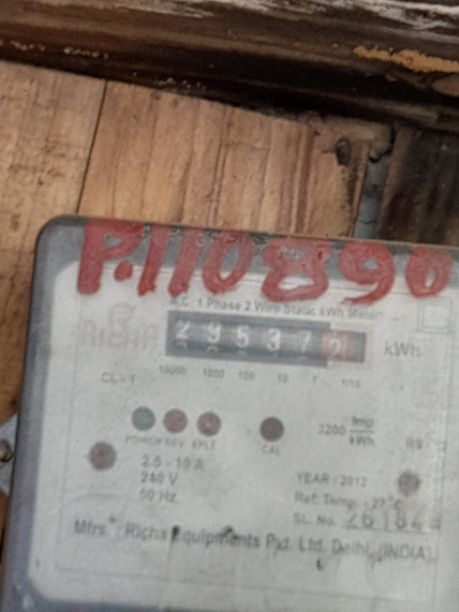 P.110890
A.C. 1 Phase 2 Wire Static kWh Meter
295372 kWh
10000 1000 100 10 1 1/10
CL - 1
3200 imp/kWh
POWER REV EPLT CAL
2.5 - 10 A
240 V
50 Hz.
YEAR : 2012
Ref: Temp. : 27°C
SL. No.
Mfrs. : Richa Equipments Pvt. Ltd. Delhi, (INDIA)